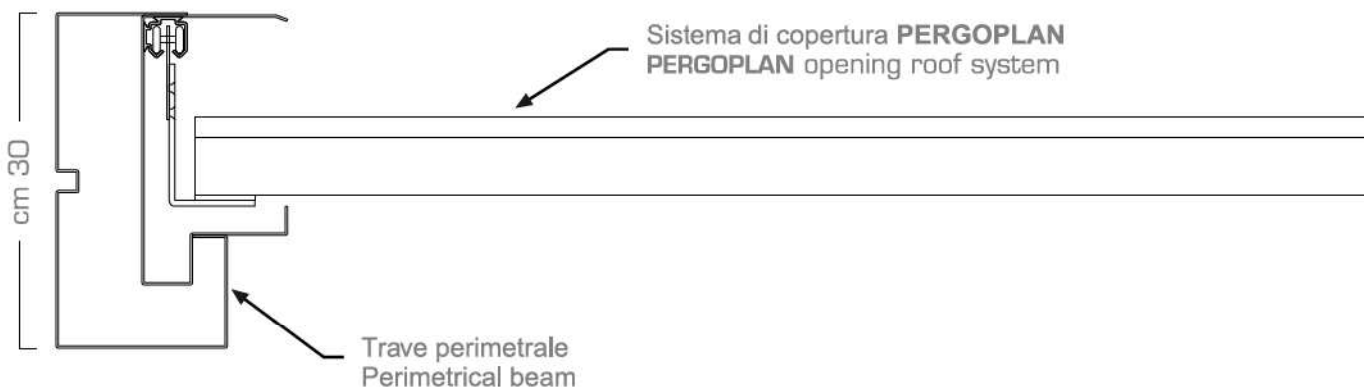 Sistema di copertura PERGOPLAN
PERGOPLAN opening roof system
cm 30
Trave perimetrale
Perimetrical beam